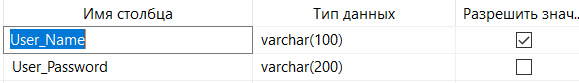 Имя столбца Тип данных Разрешить знач..
User_Name varchar(100)
User_Password varchar(200)